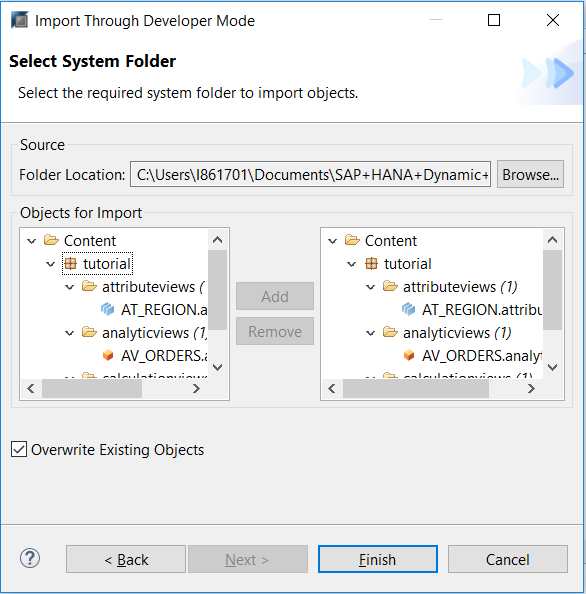 Import Through Developer Mode
Select System Folder
Select the required system folder to import objects.
Source
Folder Location: C:\Users\I861701\Documents\SAP+HANA+Dynamic+ Browse...
Objects for Import
Content
tutorial
attributeviews (
AT_REGION.a
analyticviews (1)
AV_ORDERS.a
calculationviews
Add
Remove
Content
tutorial
attributeviews (1)
AT_REGION.attribu
analyticviews (1)
AV_ORDERS.analyt
calculationviews (1)
Overwrite Existing Objects
? < Back Next > Finish Cancel